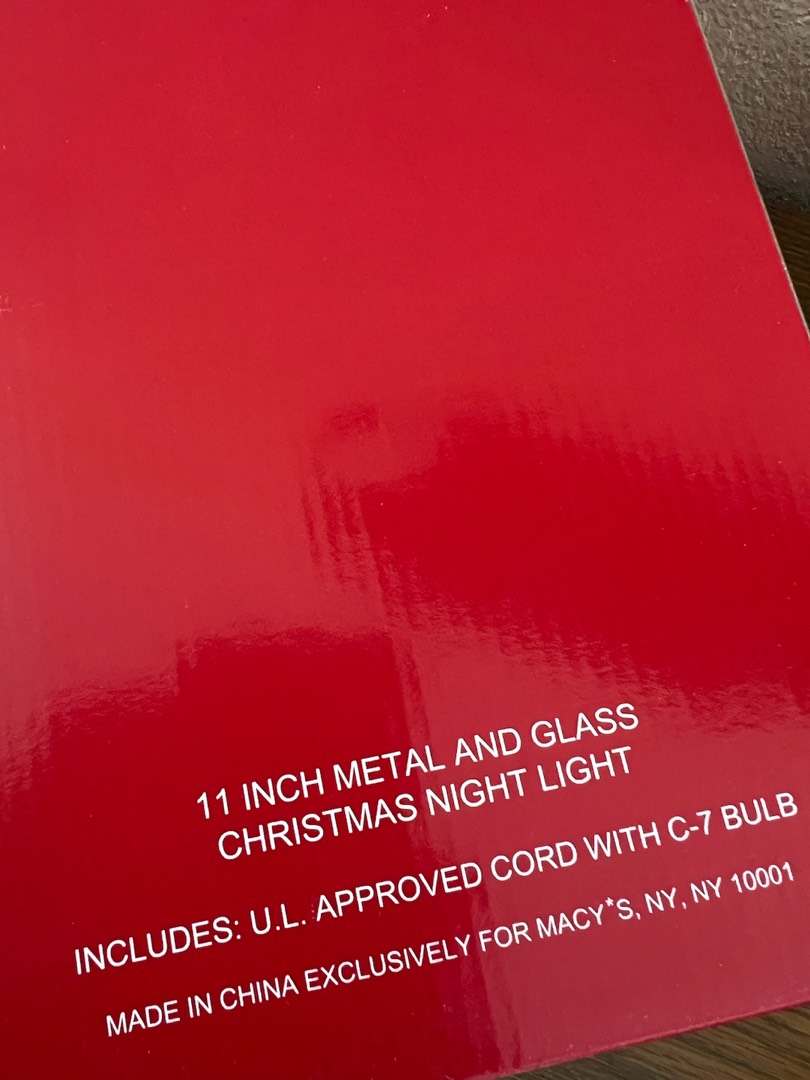 11 INCH METAL AND GLASS
CHRISTMAS NIGHT LIGHT
INCLUDES: U.L. APPROVED CORD WITH C-7 BULB
MADE IN CHINA EXCLUSIVELY FOR MACY*S, NY, NY 10001